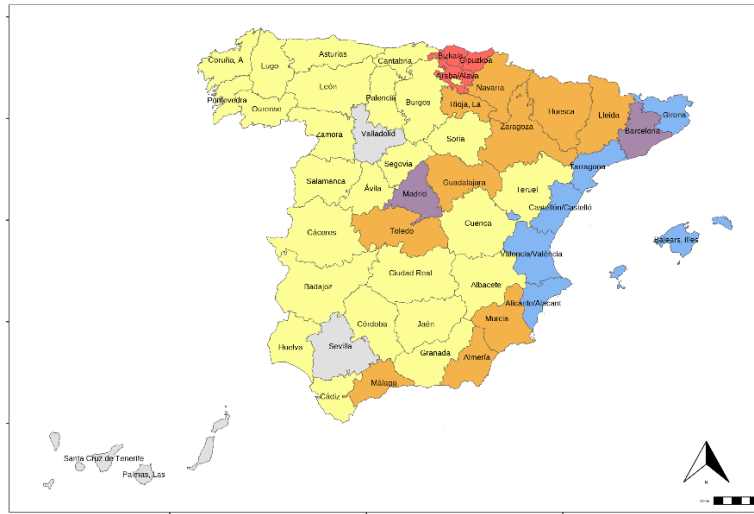 Bizkaia
Gipuzkoa
Asturias
Cantabria
Coruña, A
Lugo
Araba/Álava
León
Navarra
Palencia
Pontevedra
Burgos
Rioja, La
Ourense
Huesca
Lleida
Girona
Zaragoza
Barcelona
Zamora
Valladolid
Soria
Segovia
Tarragona
Salamanca
Ávila
Madrid
Guadalajara
Teruel
Castellón/Castelló
Cuenca
Cáceres
Toledo
Balears, Illes
Valencia/València
Ciudad Real
Badajoz
Albacete
Alicante/Alacant
Murcia
Córdoba
Jaén
Huelva
Sevilla
Granada
Almería
Málaga
Cádiz
Santa Cruz de Tenerife
Palmas, Las
N